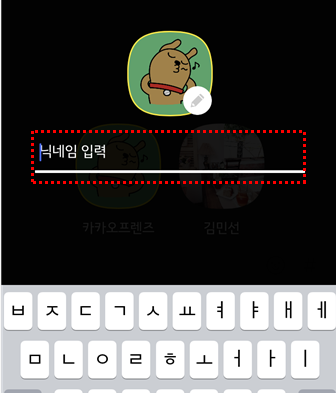 닉네임 입력
카카오프렌즈 김민선
ㅂ ㅈ ㄷ ㄱ ㅅ ㅛ ㅕ ㅑ ㅐ ㅔ
ㅁ ㄴ ㅇ ㄹ ㅎ ㅗ ㅓ ㅏ ㅣ